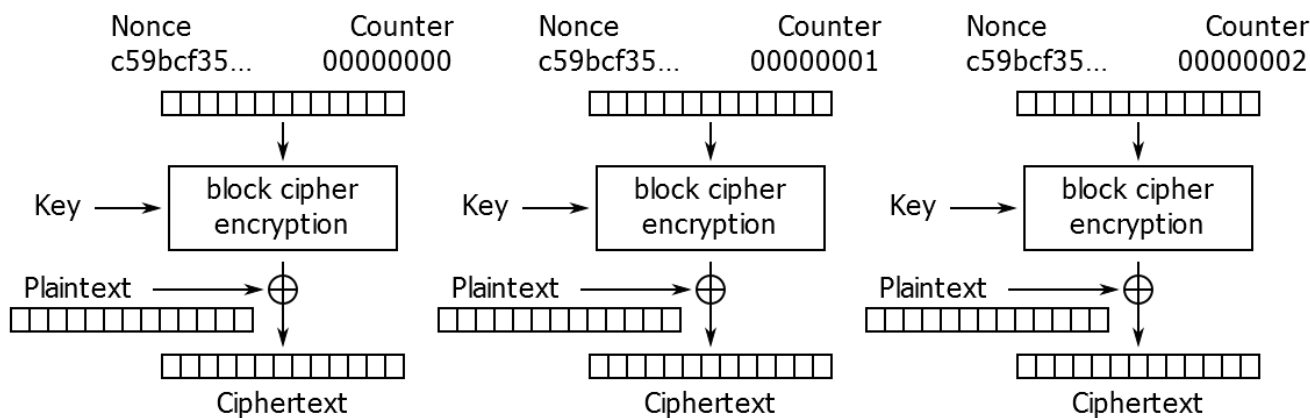 Nonce Counter Nonce Counter Nonce Counter
c59bcf35... 00000000 c59bcf35... 00000001 c59bcf35... 00000002
block cipher block cipher block cipher
Key encryption Key encryption Key encryption
Plaintext Plaintext Plaintext
Ciphertext Ciphertext Ciphertext